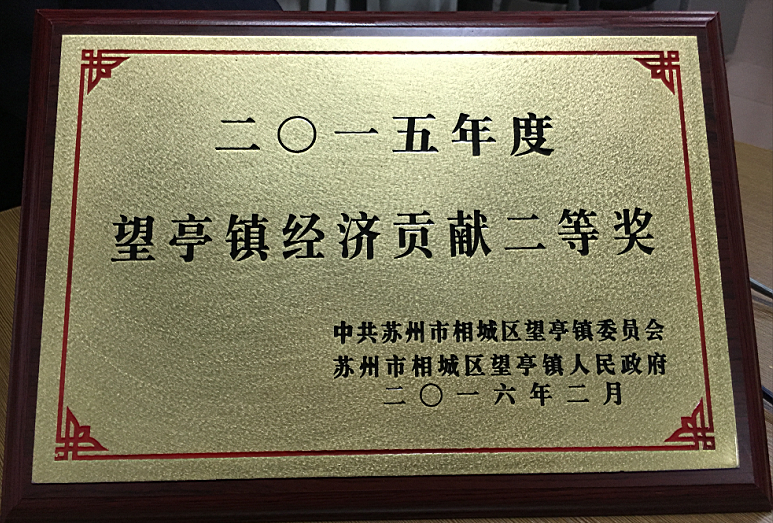 二〇一五年度
望亭镇经济贡献二等奖
中共苏州市相城区望亭镇委员会
苏州市相城区望亭镇人民政府
二〇一六年二月